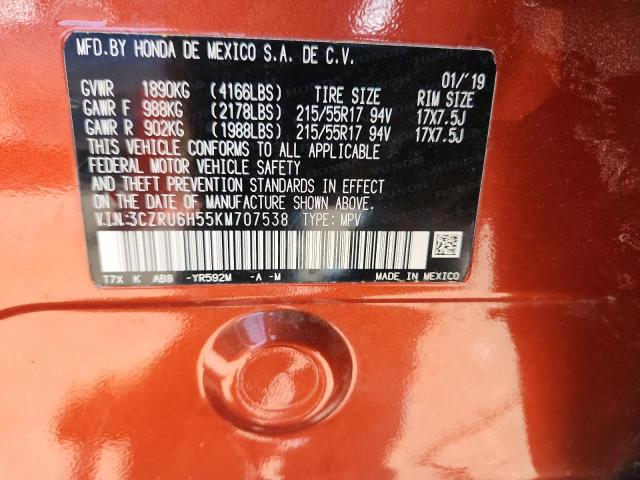 MFD.BY HONDA DE MEXICO S.A. DE C.V.
01/'19
GVWR 1890KG (4166LBS) TIRE SIZE RIM SIZE
GAWR F 988KG (2178LBS) 215/55R17 94V 17X7.5J
GAWR R 902KG (1988LBS) 215/55R17 94V 17X7.5J
THIS VEHICLE CONFORMS TO ALL APPLICABLE
FEDERAL MOTOR VEHICLE SAFETY
AND THEFT PREVENTION STANDARDS IN EFFECT
ON THE DATE OF MANUFACTURE SHOWN ABOVE.
V.I.N:3CZRU6H55KM707538 TYPE: MPV
T7X K ABB -YR592M -A -M MADE IN MEXICO